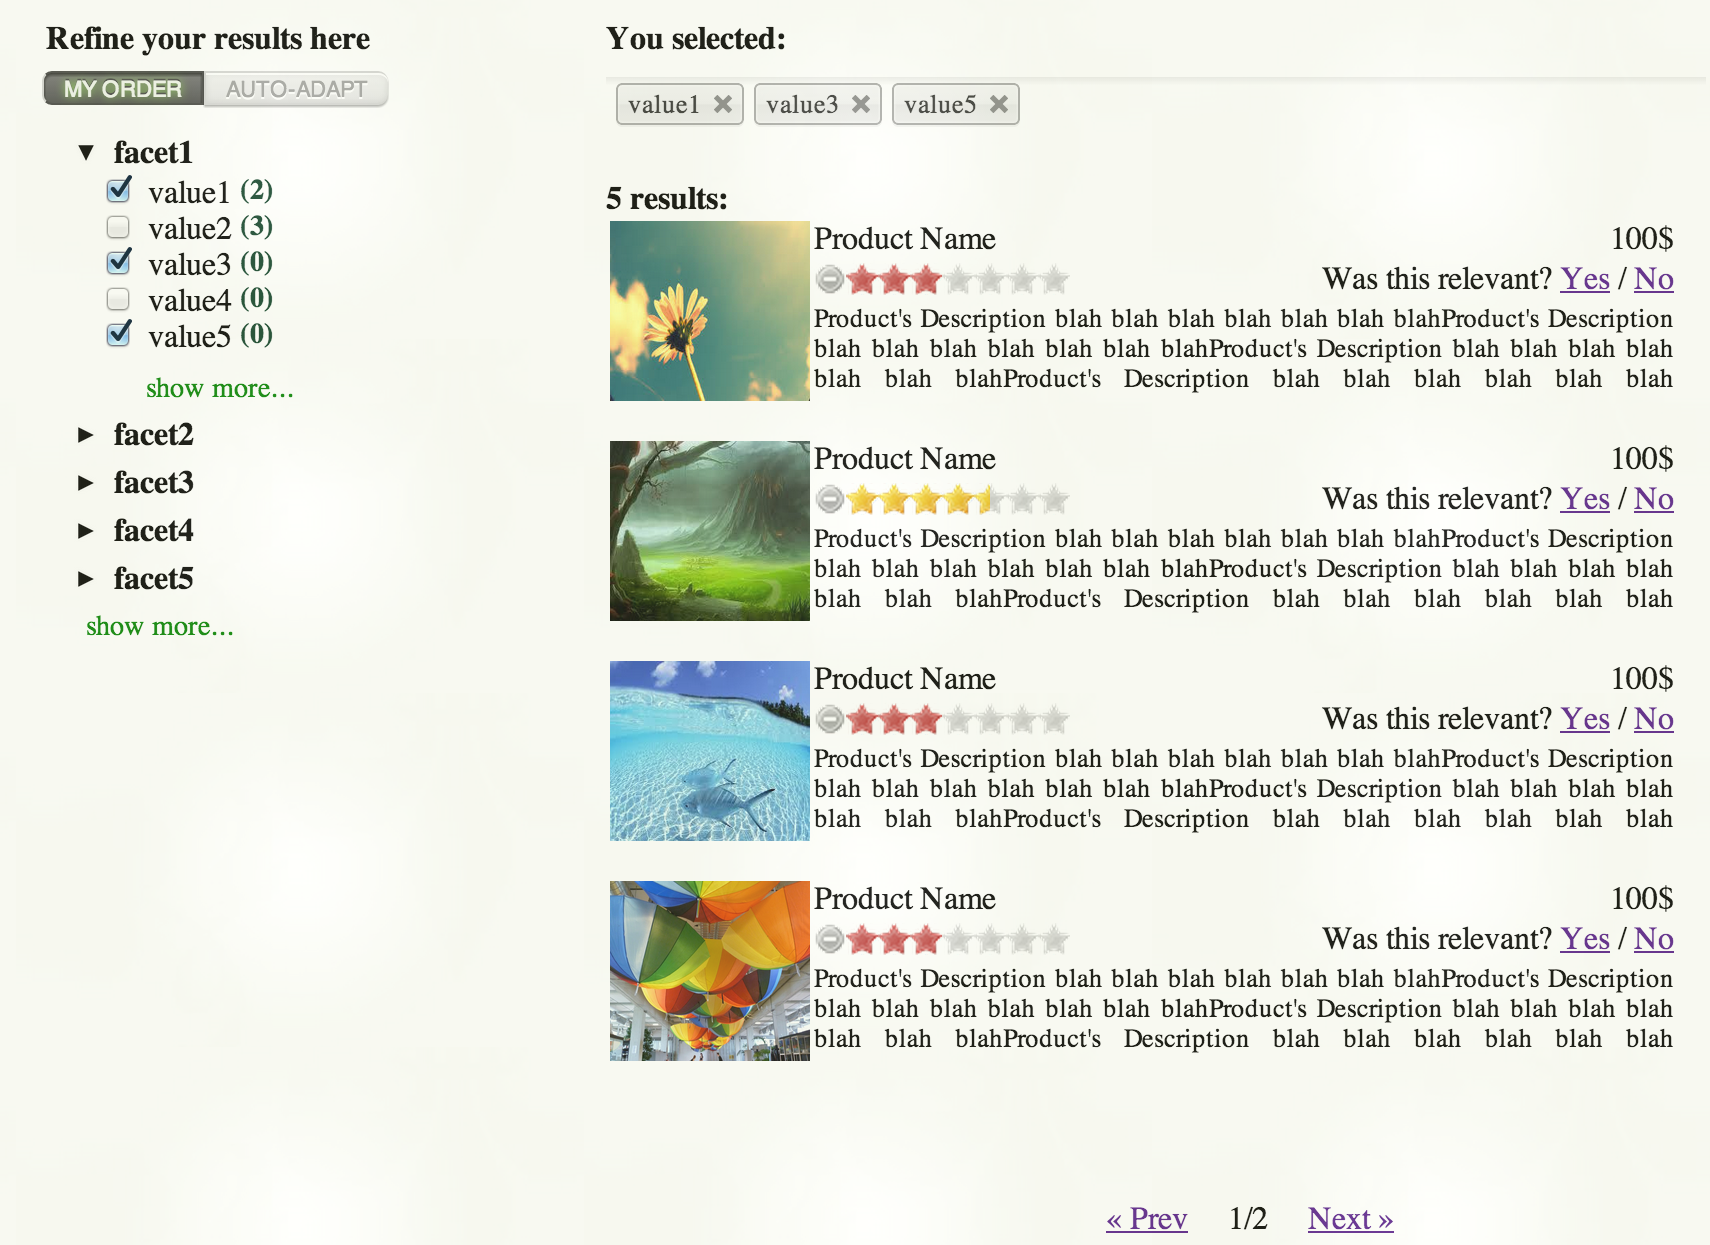 Refine your results here
MY ORDER AUTO-ADAPT
facet1
value1 (2)
value2 (3)
value3 (0)
value4 (0)
value5 (0)
show more...
facet2
facet3
facet4
facet5
show more...
You selected:
value1 value3 value5
5 results:
Product Name 100$
Was this relevant? Yes / No
Product's Description blah blah blah blah blah blah blahProduct's Description
blah blah blah blah blah blah blahProduct's Description blah blah blah blah
blah blah blahProduct's Description blah blah blah blah blah blah
Product Name 100$
Was this relevant? Yes / No
Product's Description blah blah blah blah blah blah blahProduct's Description
blah blah blah blah blah blah blahProduct's Description blah blah blah blah
blah blah blahProduct's Description blah blah blah blah blah blah
Product Name 100$
Was this relevant? Yes / No
Product's Description blah blah blah blah blah blah blahProduct's Description
blah blah blah blah blah blah blahProduct's Description blah blah blah blah
blah blah blahProduct's Description blah blah blah blah blah blah
Product Name 100$
Was this relevant? Yes / No
Product's Description blah blah blah blah blah blah blahProduct's Description
blah blah blah blah blah blah blahProduct's Description blah blah blah blah
blah blah blahProduct's Description blah blah blah blah blah blah
« Prev 1/2 Next »